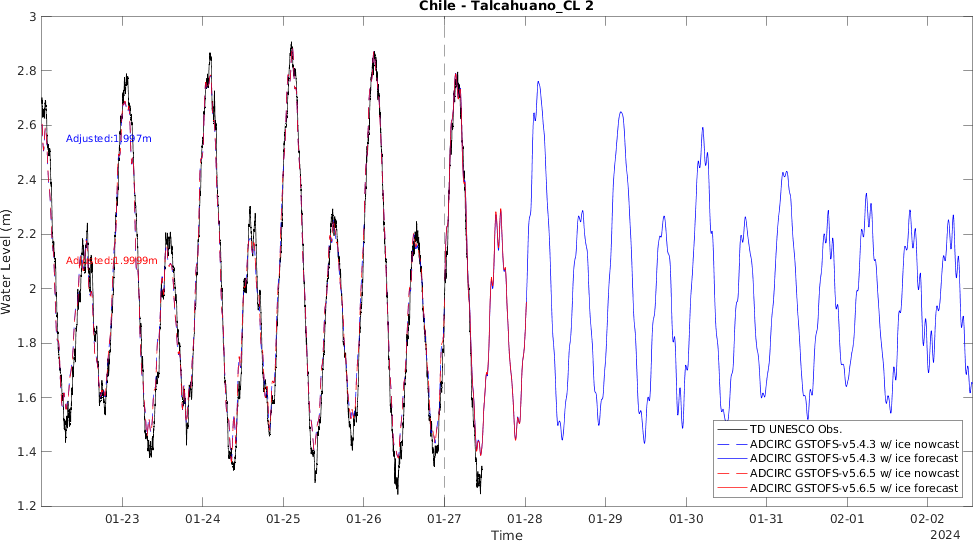 Chile - Talcahuano_CL 2
3
2.8
2.6
2.4
2.2
2
1.8
1.6
1.4
1.2
Water Level (m)
Adjusted:1.997m
Adjusted:1.9999m
TD UNESCO Obs.
ADCIRC GSTOFS-v5.4.3 w/ ice nowcast
ADCIRC GSTOFS-v5.4.3 w/ ice forecast
ADCIRC GSTOFS-v5.6.5 w/ ice nowcast
ADCIRC GSTOFS-v5.6.5 w/ ice forecast
01-23 01-24 01-25 01-26 01-27 01-28 01-29 01-30 01-31 02-01 02-02
Time
2024